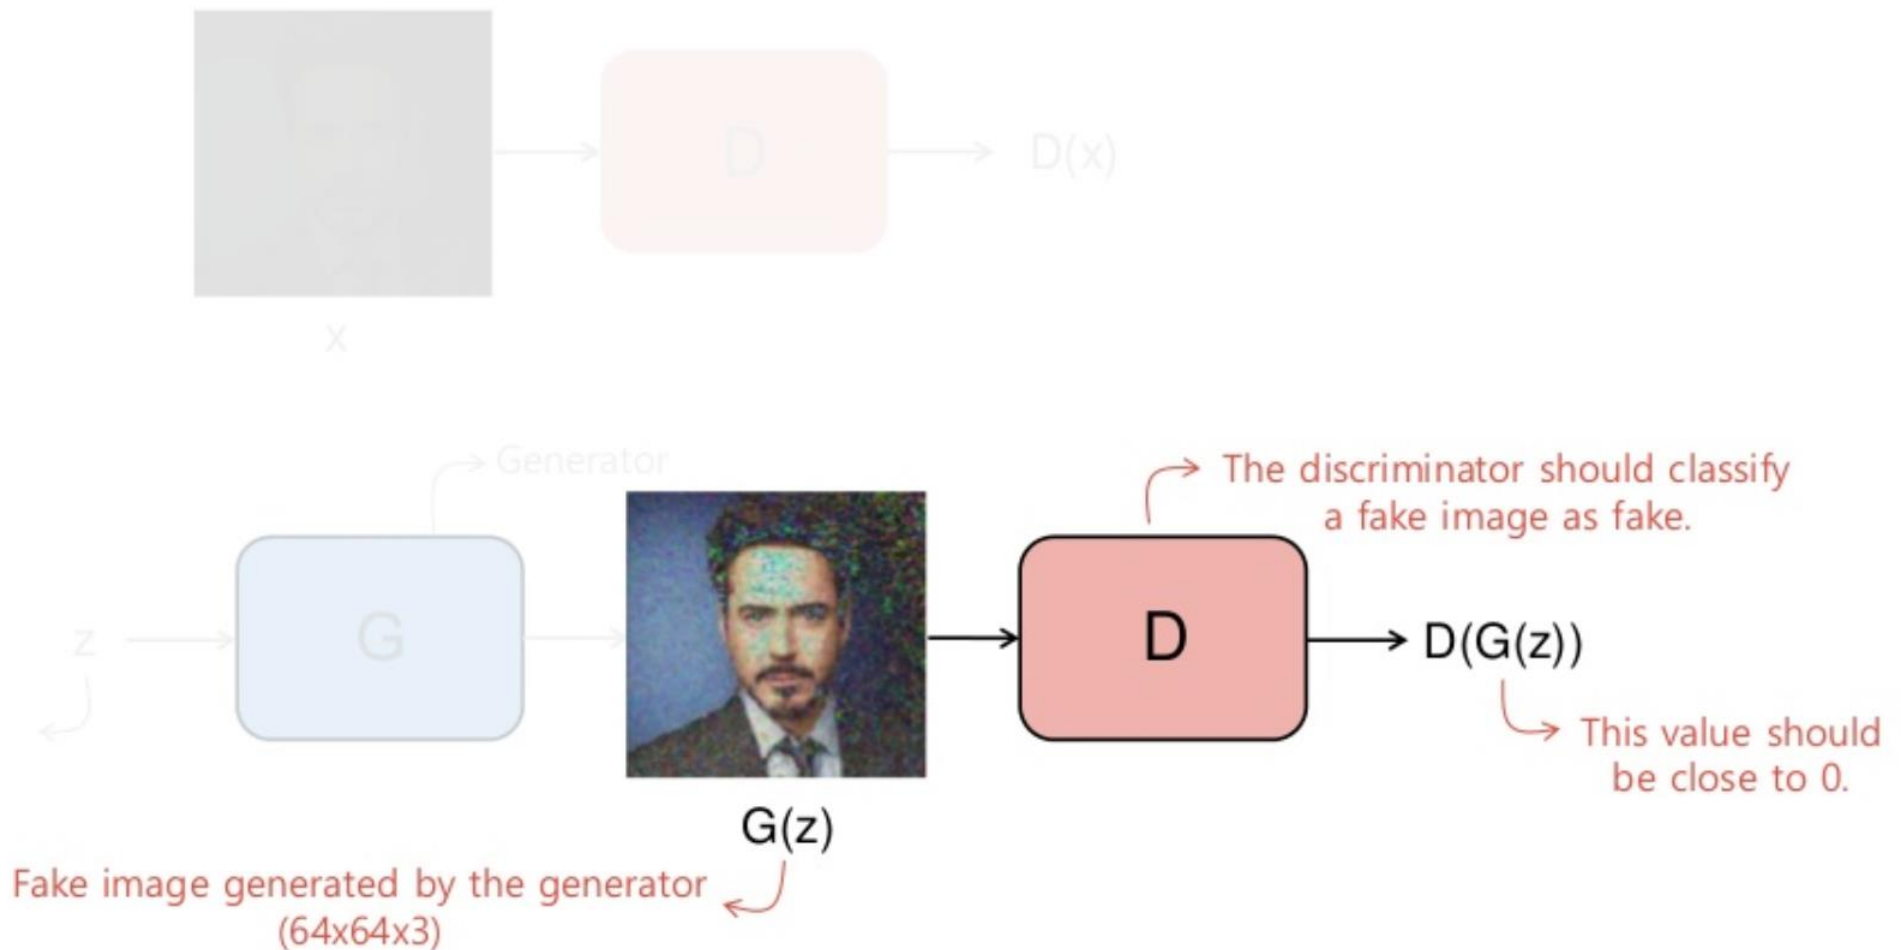 D
D(x)
x
Generator
The discriminator should classify
a fake image as fake.
z
G
D
D(G(z))
This value should
be close to 0.
G(z)
Fake image generated by the generator
(64x64x3)